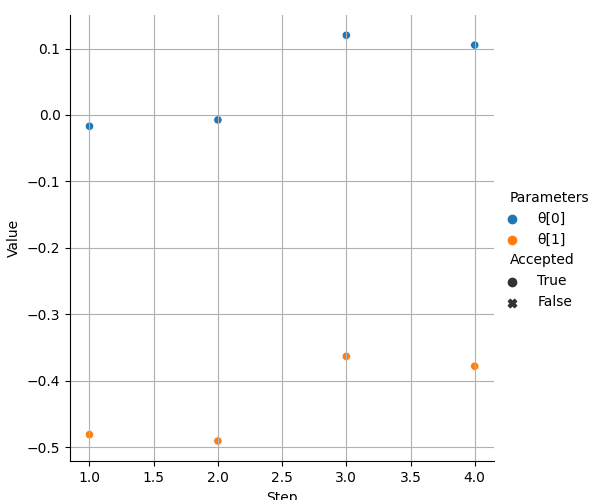 0.1
0.0
−0.1
−0.2
−0.3
−0.4
−0.5
Value
1.0 1.5 2.0 2.5 3.0 3.5 4.0
Step
Parameters
θ[0]
θ[1]
Accepted
True
False